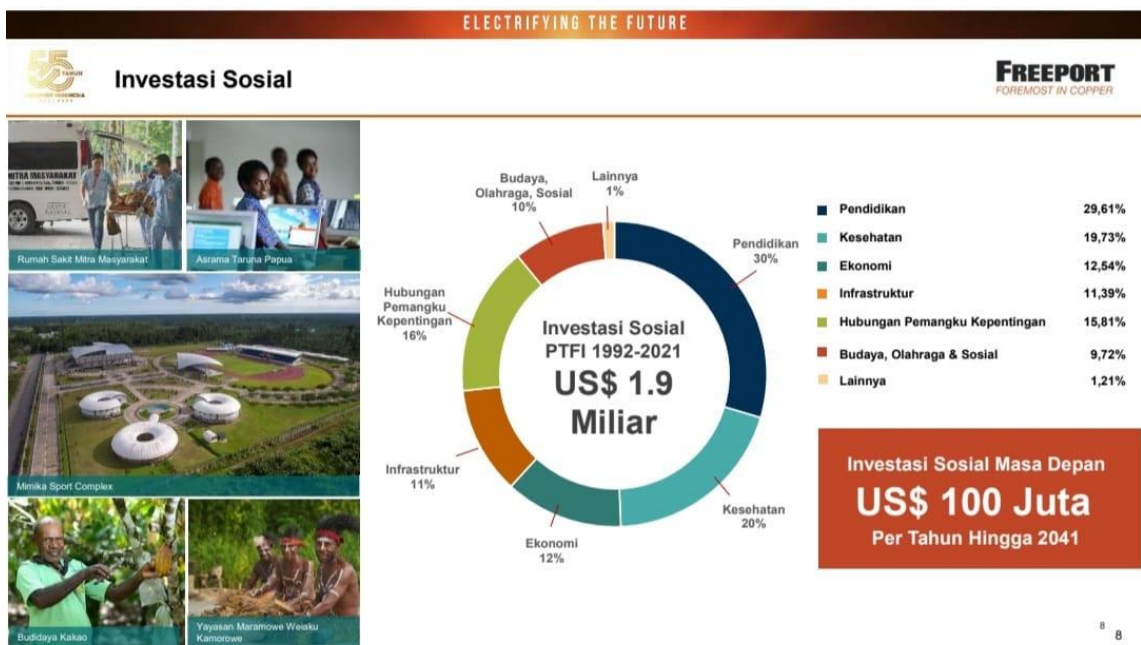 ELECTRIFYING THE FUTURE
55
TAHUN
Investasi Sosial
FREEPORT
FOREMOST IN COPPER
MITRA MASYARAKAT
Rumah Sakit Mitra Masyarakat
Asrama Taruna Papua
Mimika Sport Complex
Budidaya Kakao
Yayasan Maramowe Weiaku
Kamorowe
Budaya,
Olahraga, Sosial
10%
Lainnya
1%
Pendidikan
30%
Hubungan
Pemangku
Kepentingan
16%
Investasi Sosial
PTFI 1992-2021
US$ 1.9
Miliar
Infrastruktur
11%
Kesehatan
20%
Ekonomi
12%
Pendidikan 29,61%
Kesehatan 19,73%
Ekonomi 12,54%
Infrastruktur 11,39%
Hubungan Pemangku Kepentingan 15,81%
Budaya, Olahraga & Sosial 9,72%
Lainnya 1,21%
Investasi Sosial Masa Depan
US$ 100 Juta
Per Tahun Hingga 2041
8
8